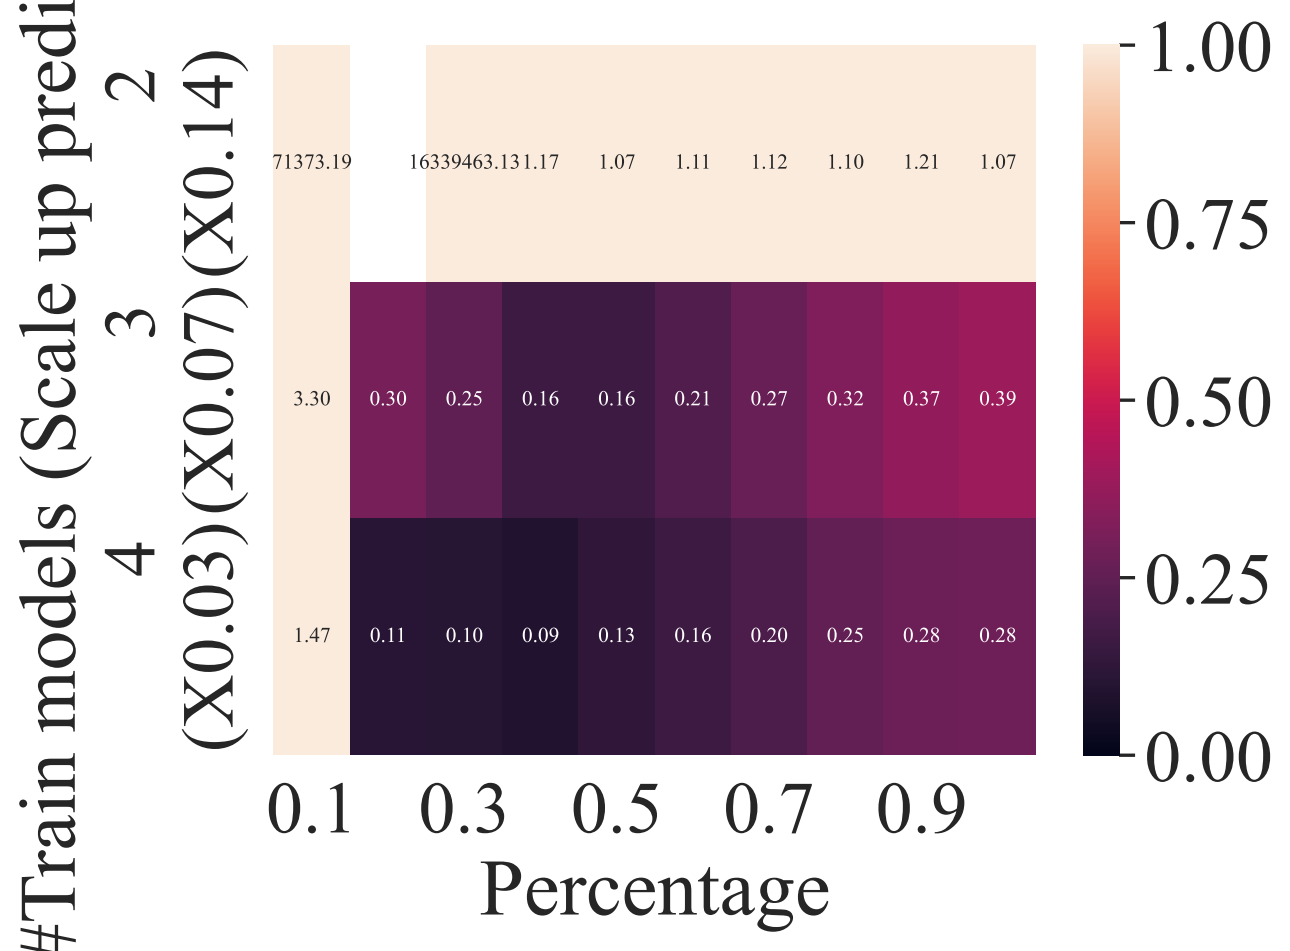 #Train models (Scale up predi
2
(X0.14)
3
(X0.07)
4
(X0.03)
71373.19 16339463.13 1.17 1.07 1.11 1.12 1.10 1.21 1.07
3.30 0.30 0.25 0.16 0.16 0.21 0.27 0.32 0.37 0.39
1.47 0.11 0.10 0.09 0.13 0.16 0.20 0.25 0.28 0.28
0.1 0.3 0.5 0.7 0.9
Percentage
1.00
0.75
0.50
0.25
0.00